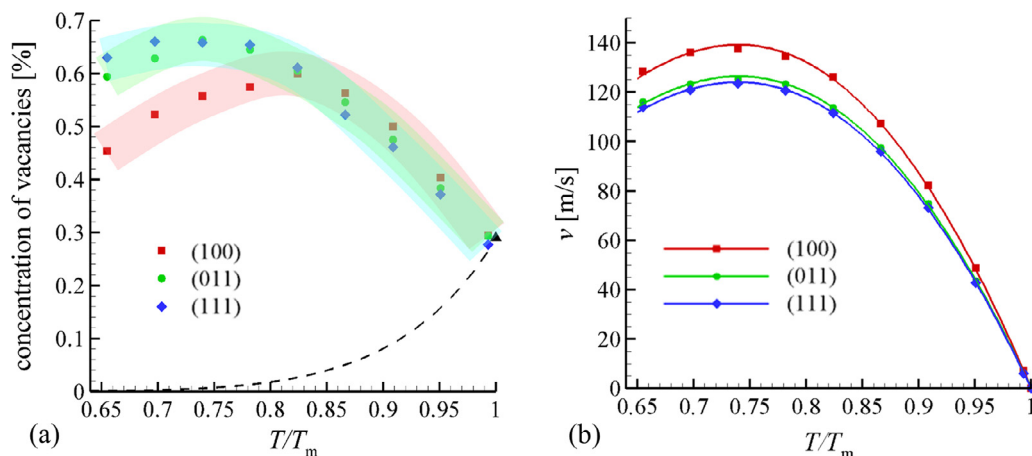 concentration of vacancies [%]
0.7
0.6
0.5
0.4
0.3
0.2
0.1
0
(100)
(011)
(111)
0.65 0.7 0.75 0.8 0.85 0.9 0.95 1
T/Tm
(a)
v [m/s]
140
120
100
80
60
40
20
0
(100)
(011)
(111)
0.65 0.7 0.75 0.8 0.85 0.9 0.95 1
T/Tm
(b)